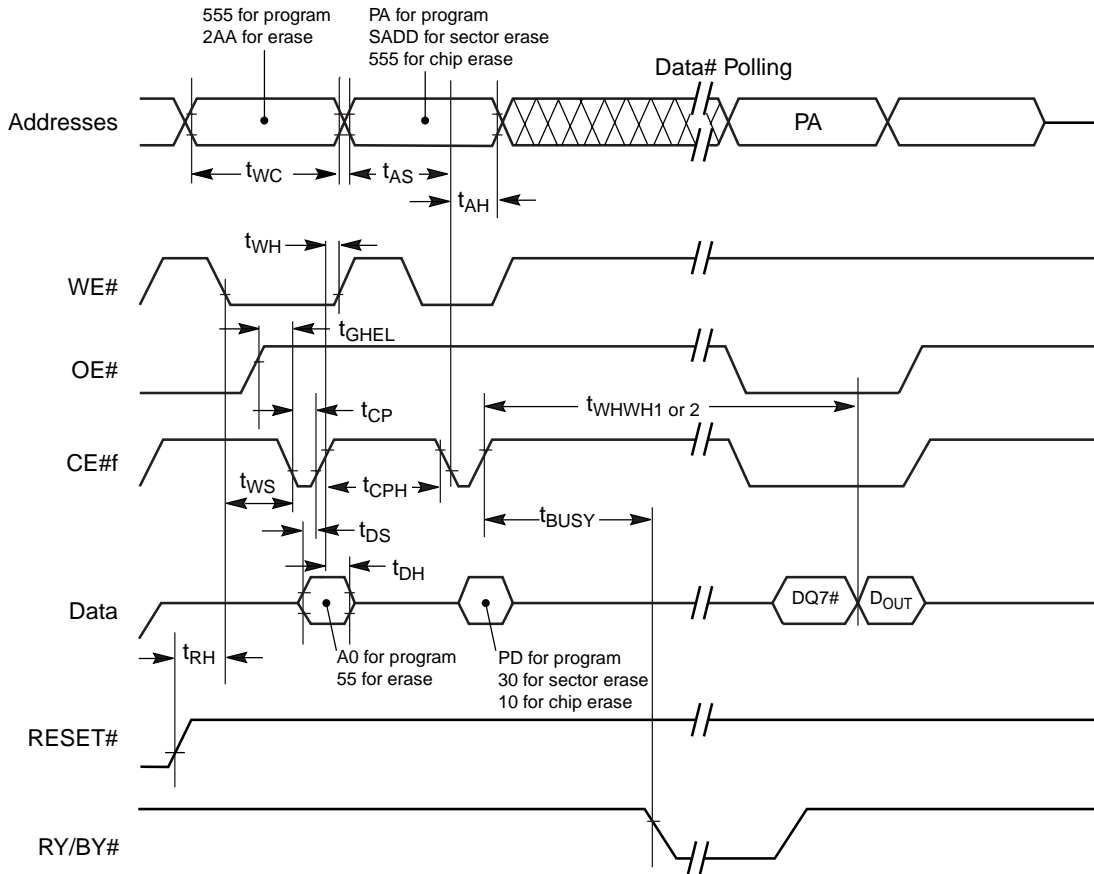 555 for program
2AA for erase
PA for program
SADD for sector erase
555 for chip erase
Data# Polling
Addresses
PA
tWC
tAS
tAH
tWH
WE#
tGHEL
OE#
tCP
tWHWH1 or 2
CE#f
tWS
tCPH
tBUSY
tDS
tDH
Data
DQ7#
DOUT
tRH
A0 for program
55 for erase
PD for program
30 for sector erase
10 for chip erase
RESET#
RY/BY#